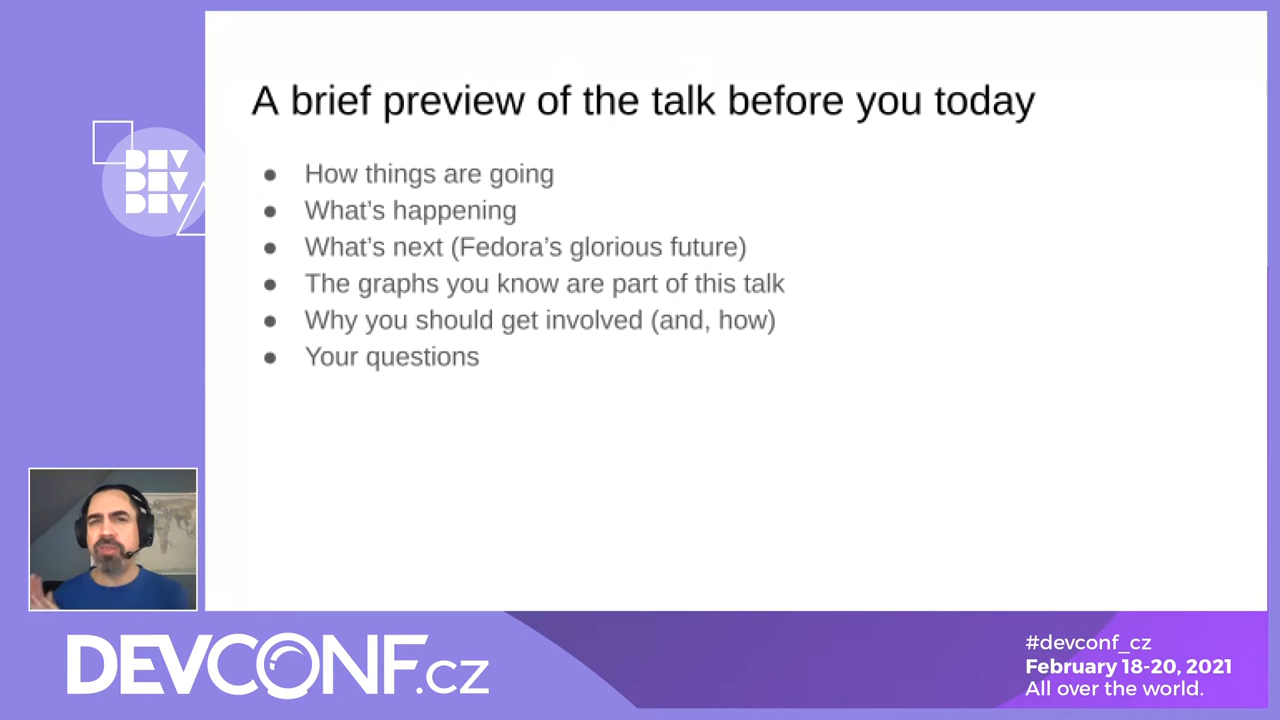 A brief preview of the talk before you today
● How things are going
● What's happening
● What's next (Fedora's glorious future)
● The graphs you know are part of this talk
● Why you should get involved (and, how)
● Your questions
DEV
DEV
DEV
DEVCONF.cz
#devconf_cz
February 18-20, 2021
All over the world.